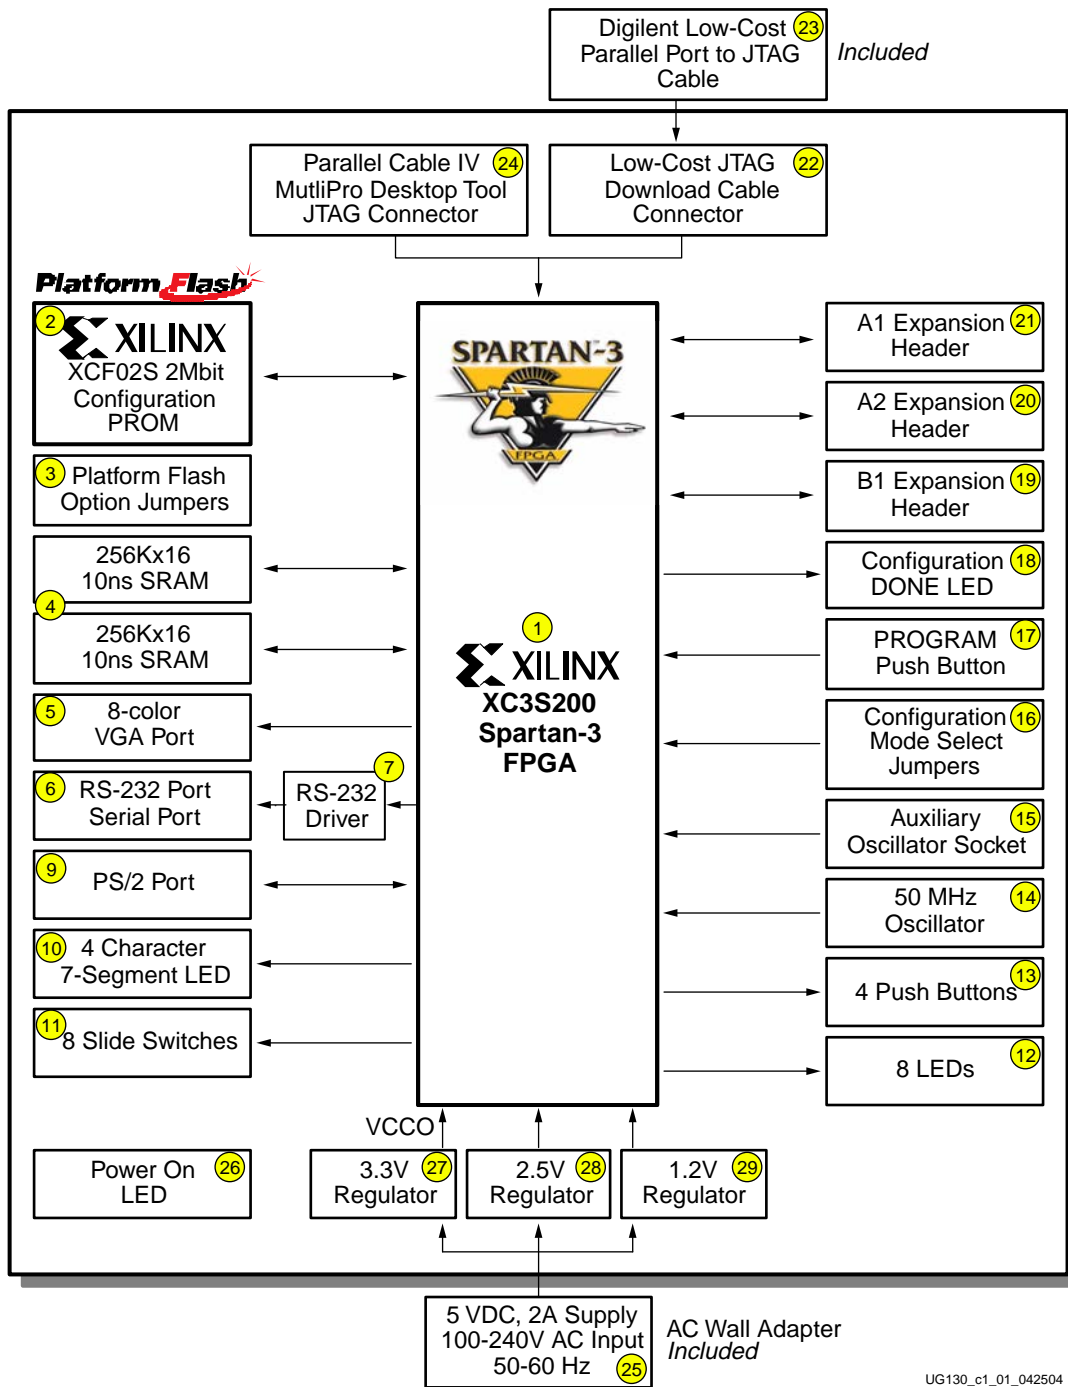 Digilent Low-Cost 23
Parallel Port to JTAG
Cable
Included
Parallel Cable IV 24
MutliPro Desktop Tool
JTAG Connector
Low-Cost JTAG 22
Download Cable
Connector
Platform Flash
2
XILINX
XCF02S 2Mbit
Configuration
PROM
3 Platform Flash
Option Jumpers
256Kx16
10ns SRAM
4
256Kx16
10ns SRAM
5 8-color
VGA Port
6 RS-232 Port
Serial Port
7
RS-232
Driver
9 PS/2 Port
10 4 Character
7-Segment LED
11 8 Slide Switches
SPARTAN-3
FPGA
1
XILINX
XC3S200
Spartan-3
FPGA
A1 Expansion 21
Header
A2 Expansion 20
Header
B1 Expansion 19
Header
Configuration 18
DONE LED
PROGRAM 17
Push Button
Configuration 16
Mode Select
Jumpers
Auxiliary 15
Oscillator Socket
50 MHz 14
Oscillator
4 Push Buttons 13
8 LEDs 12
VCCO
Power On 26
LED
3.3V 27
Regulator
2.5V 28
Regulator
1.2V 29
Regulator
5 VDC, 2A Supply
100-240V AC Input
50-60 Hz 25
AC Wall Adapter
Included
UG130_c1_01_042504